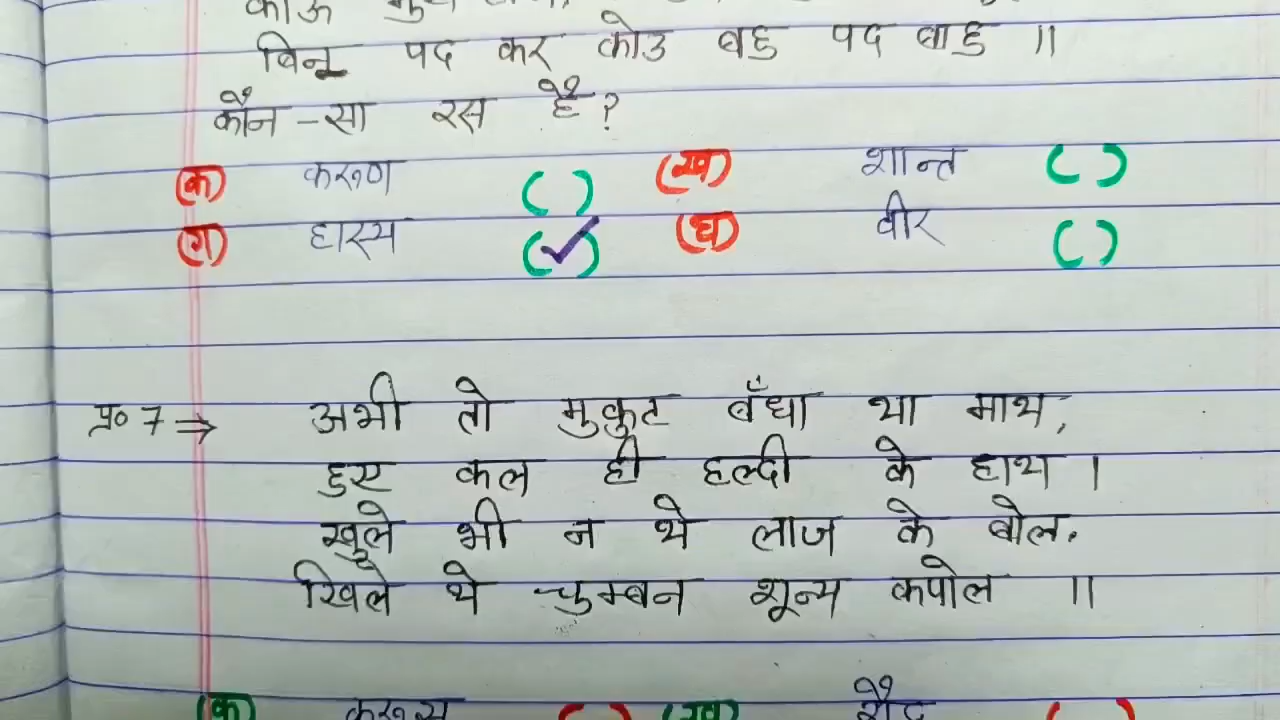 बिनू पद कर कोउ बहु पद बाहु ॥
कौन-सा रस है?
(क) करुण ( ) (ख) शान्त ( )
(ग) हास्य (✓) (घ) वीर ( )
प्र० 7 ⇒ अभी तो मुकुट बँधा था माथ,
हुए कल ही हल्दी के हाथ ।
खुले भी न थे लाज के बोल,
खिले थे चुम्बन शून्य कपोल ॥
(क) ( ) (ख) ( )